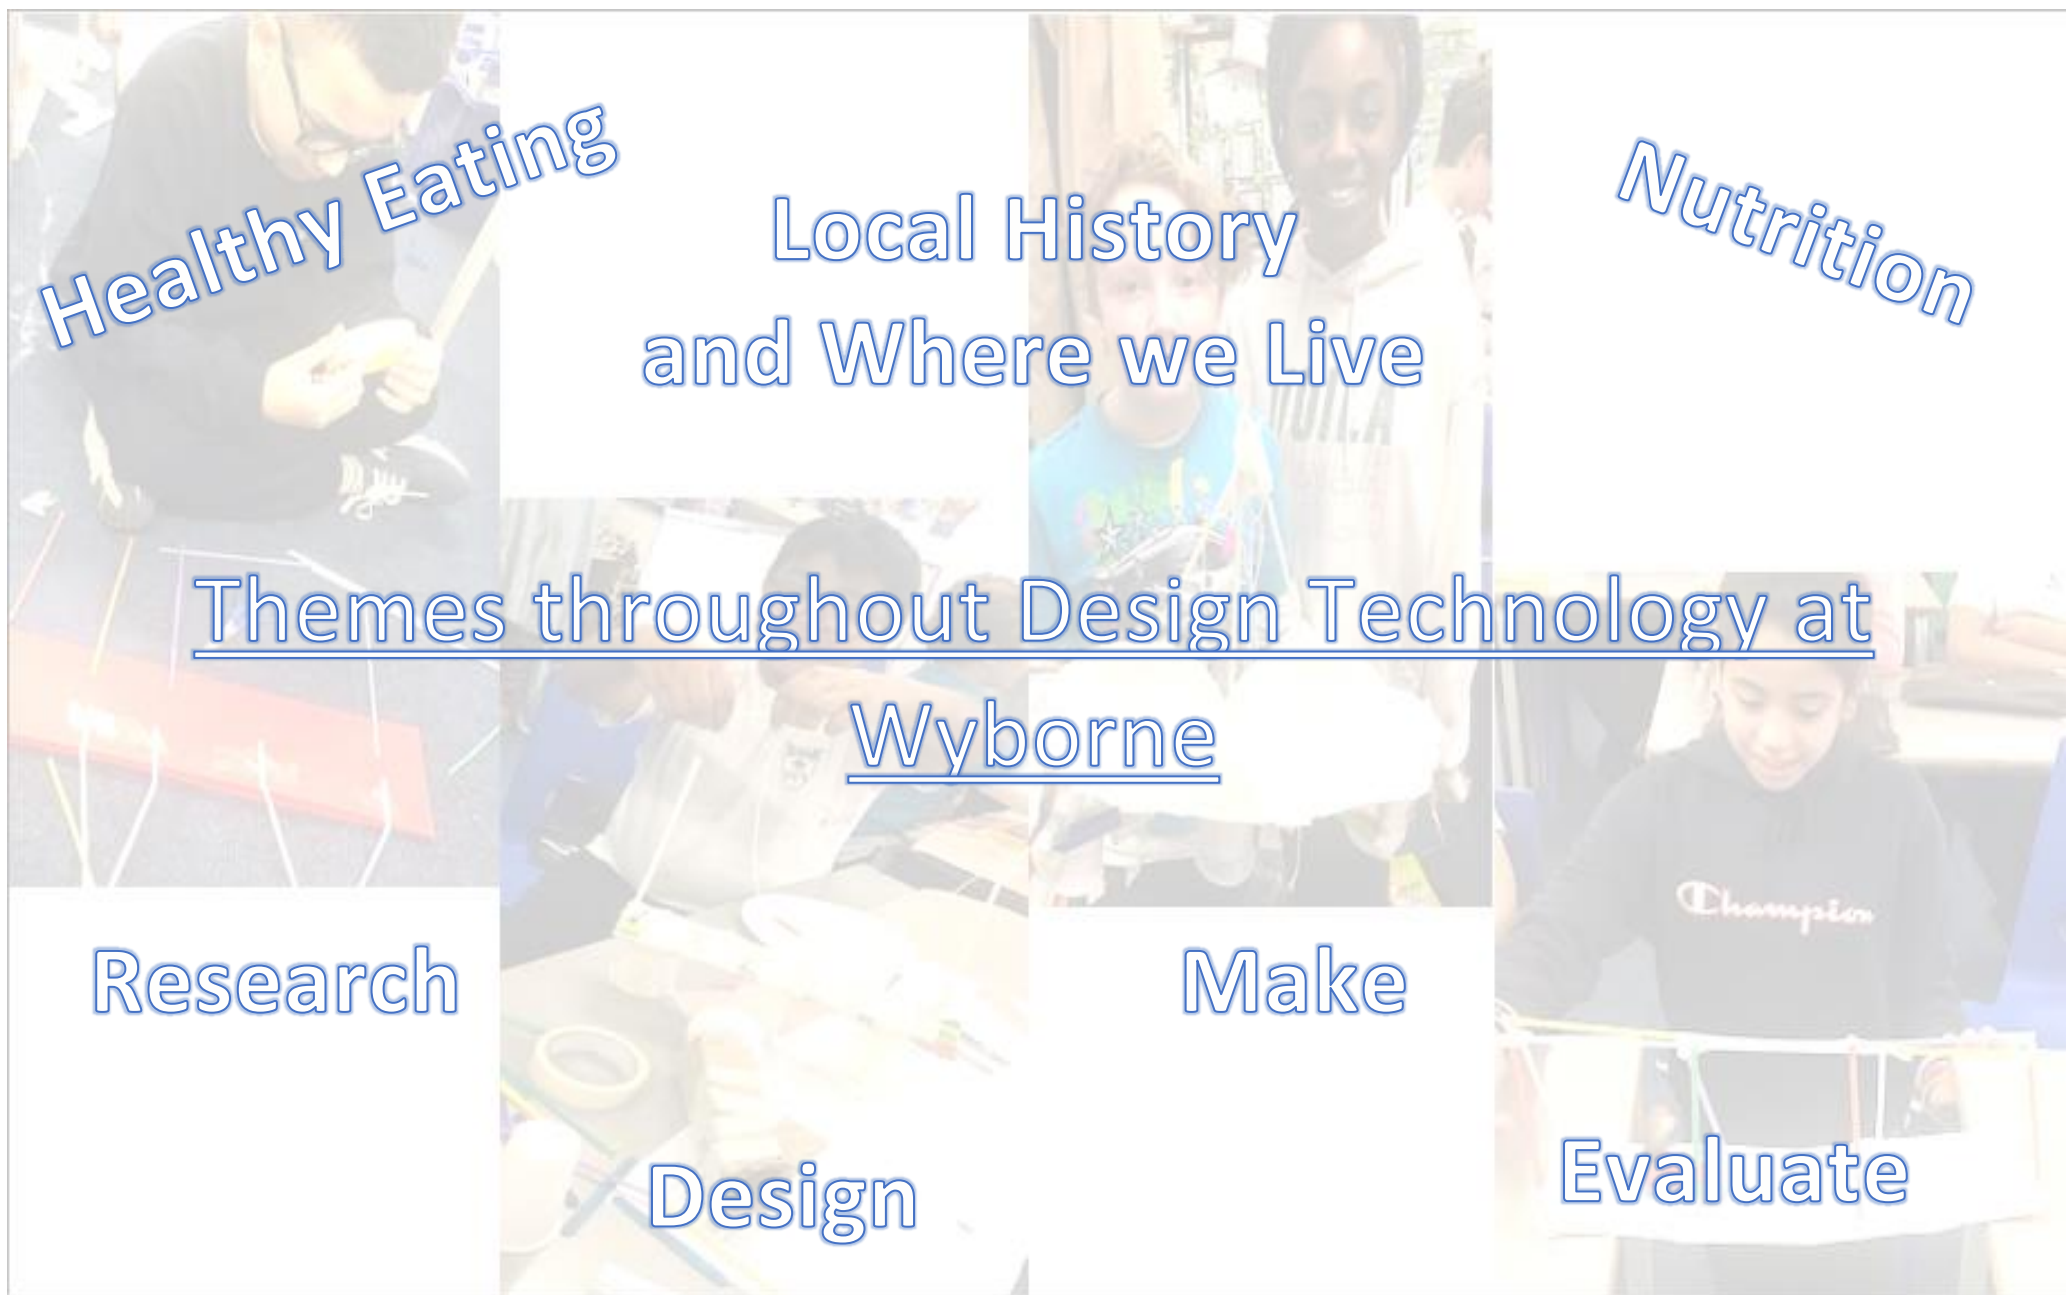 Healthy Eating
Local History
and Where we Live
Nutrition
Themes throughout Design Technology at
Wyborne
Champion
Research
Make
Design
Evaluate